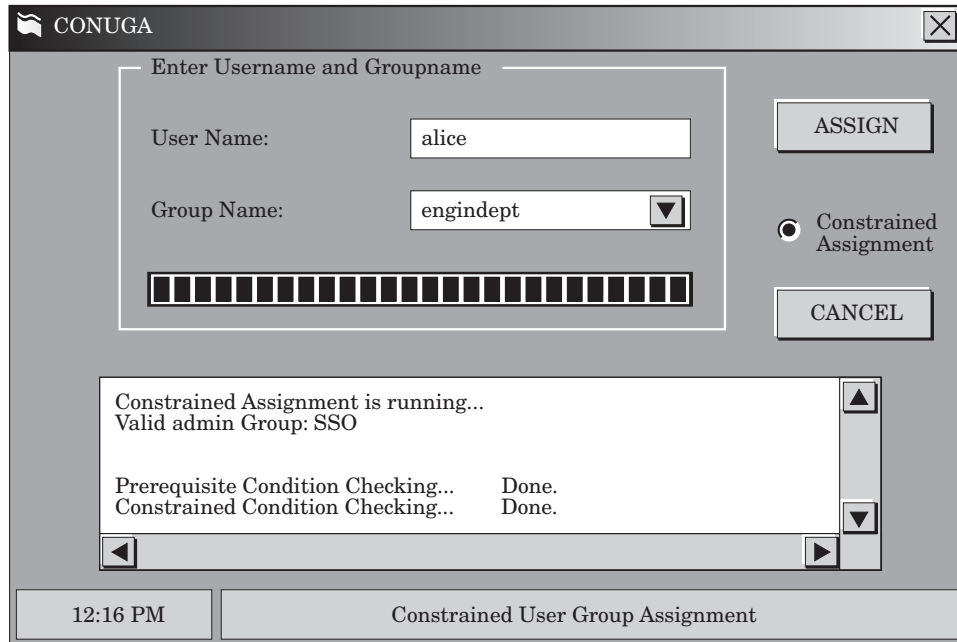 CONUGA
Enter Username and Groupname
User Name:
alice
ASSIGN
Group Name:
engindept
Constrained
Assignment
CANCEL
Constrained Assignment is running...
Valid admin Group: SSO
Prerequisite Condition Checking... Done.
Constrained Condition Checking... Done.
12:16 PM
Constrained User Group Assignment